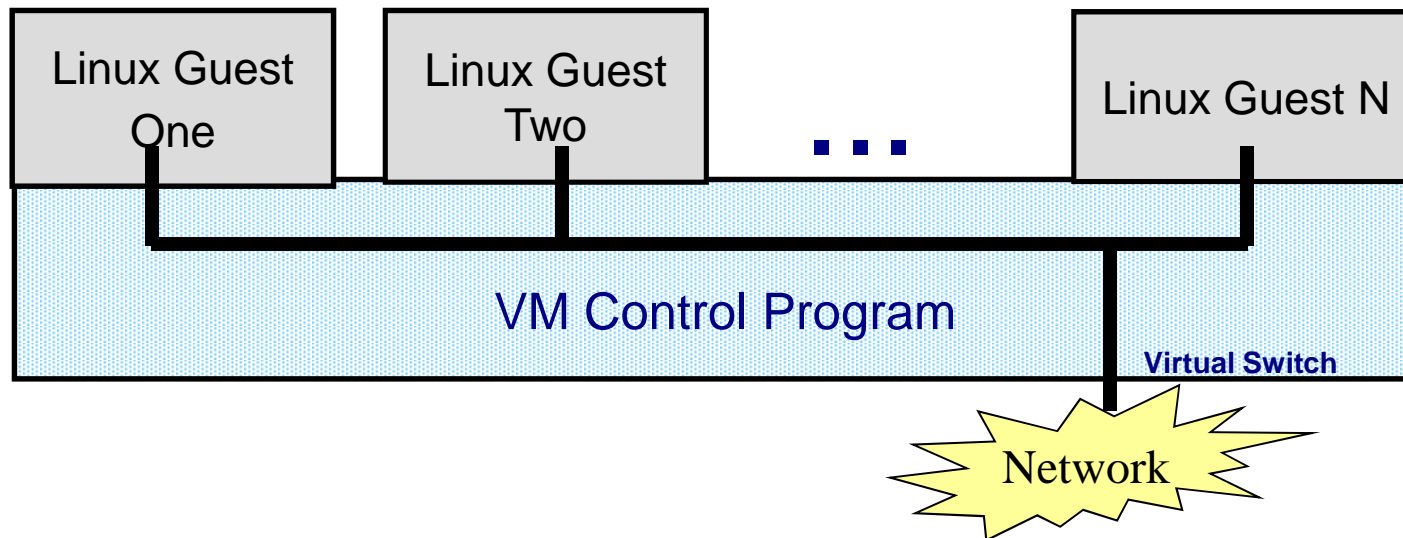 Linux Guest
One
Linux Guest
Two
...
Linux Guest N
VM Control Program
Virtual Switch
Network